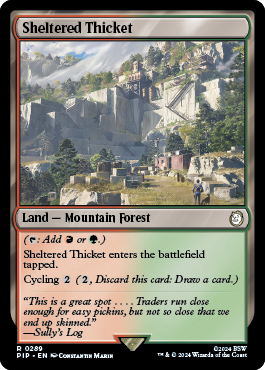 Sheltered Thicket
Land — Mountain Forest
(T: Add R or G.)
Sheltered Thicket enters the battlefield
tapped.
Cycling 2 (2, Discard this card: Draw a card.)
“This is a great spot . . . . Traders run close
enough for easy pickins, but not so close that we
end up skinned.”
—Sully’s Log
R 0289 ©2024 BSW
PIP • EN Constantin Marin ™ & © 2024 Wizards of the Coast